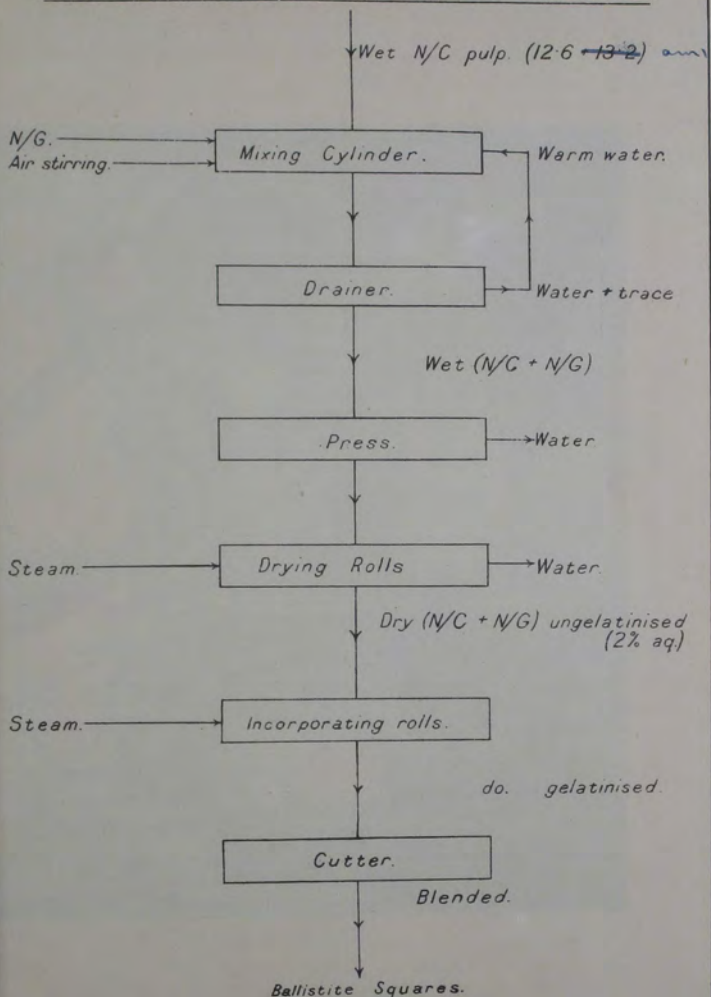 Wet N/C pulp. (12·6 - 13·2)
N/G.
Air stirring.
Mixing Cylinder.
Warm water.
Drainer.
Water + trace
Wet (N/C + N/G)
Press.
Water
Steam.
Drying Rolls
Water.
Dry (N/C + N/G) ungelatinised
(2% aq.)
Steam.
Incorporating rolls.
do. gelatinised.
Cutter.
Blended.
Ballistite Squares.